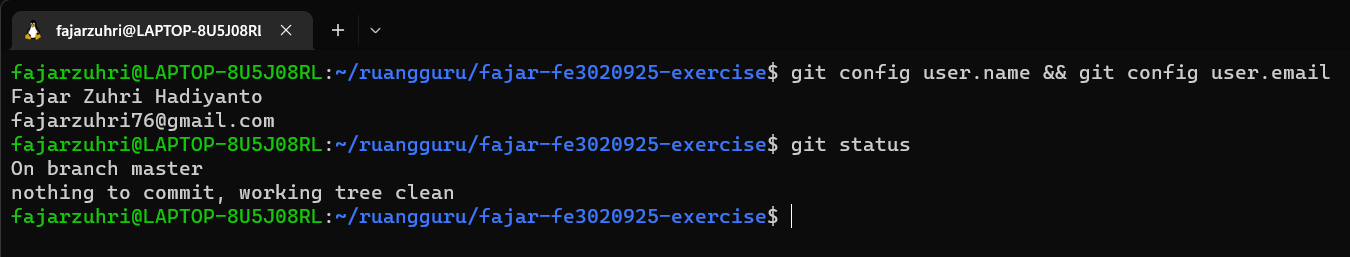 fajarzuhri@LAPTOP-8U5J08RL
fajarzuhri@LAPTOP-8U5J08RL:~/ruangguru/fajar-fe3020925-exercise$ git config user.name && git config user.email
Fajar Zuhri Hadiyanto
fajarzuhri76@gmail.com
fajarzuhri@LAPTOP-8U5J08RL:~/ruangguru/fajar-fe3020925-exercise$ git status
On branch master
nothing to commit, working tree clean
fajarzuhri@LAPTOP-8U5J08RL:~/ruangguru/fajar-fe3020925-exercise$